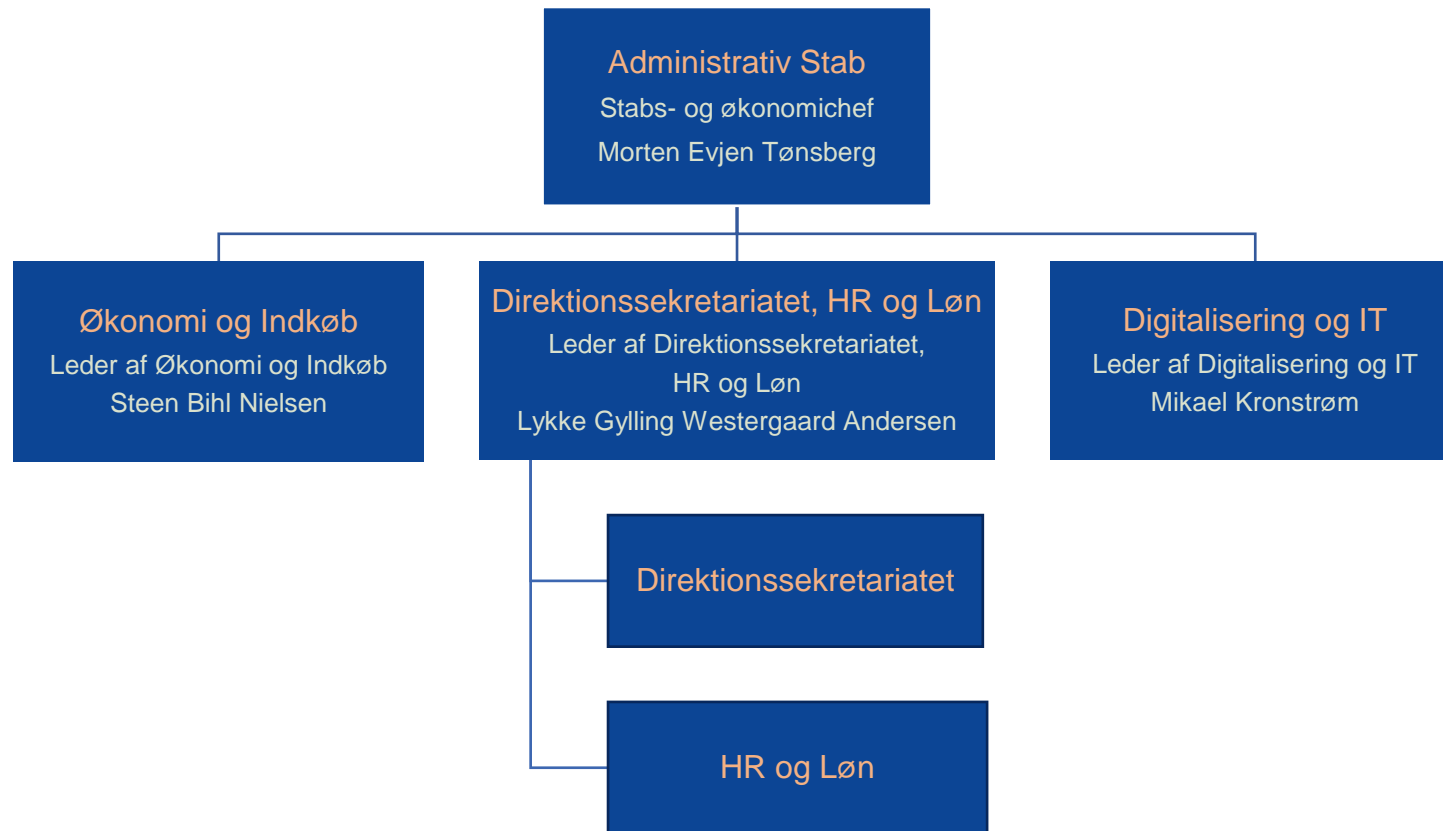 Administrativ Stab
Stabs- og økonomichef
Morten Evjen Tønsberg
Økonomi og Indkøb
Leder af Økonomi og Indkøb
Steen Bihl Nielsen
Direktionssekretariatet, HR og Løn
Leder af Direktionssekretariatet,
HR og Løn
Lykke Gylling Westergaard Andersen
Digitalisering og IT
Leder af Digitalisering og IT
Mikael Kronstrøm
Direktionssekretariatet
HR og Løn